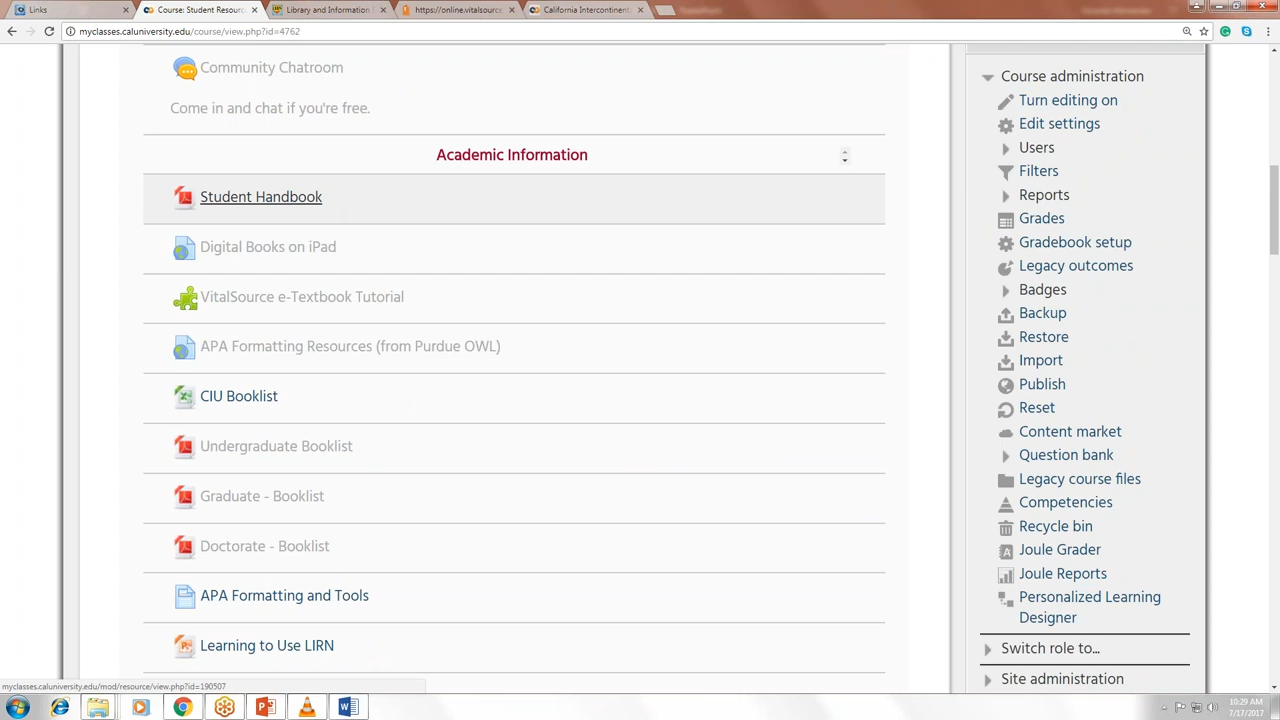 Links
Course: Student Resourc
Library and Information
https://online.vitalsource
California Intercontinent
myclasses.caluniversity.edu/course/view.php?id=4762
Community Chatroom
Come in and chat if you're free.
Academic Information
Student Handbook
Digital Books on iPad
VitalSource e-Textbook Tutorial
APA Formatting Resources (from Purdue OWL)
CIU Booklist
Undergraduate Booklist
Graduate - Booklist
Doctorate - Booklist
APA Formatting and Tools
Learning to Use LIRN
Course administration
Turn editing on
Edit settings
Users
Filters
Reports
Grades
Gradebook setup
Legacy outcomes
Badges
Backup
Restore
Import
Publish
Reset
Content market
Question bank
Legacy course files
Competencies
Recycle bin
Joule Grader
Joule Reports
Personalized Learning
Designer
Switch role to...
Site administration
myclasses.caluniversity.edu/mod/resource/view.php?id=190507
10:29 AM
7/17/2017